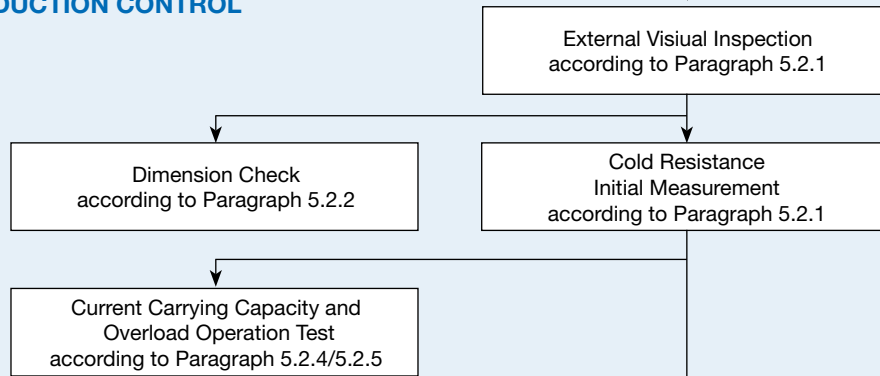 DUCTION CONTROL
External Visiual Inspection
according to Paragraph 5.2.1
Dimension Check
according to Paragraph 5.2.2
Cold Resistance
Initial Measurement
according to Paragraph 5.2.1
Current Carrying Capacity and
Overload Operation Test
according to Paragraph 5.2.4/5.2.5